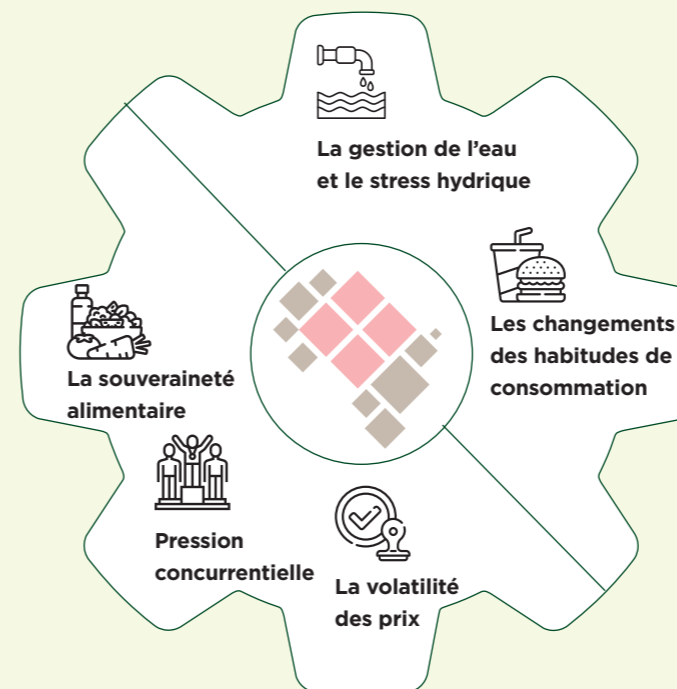 La gestion de l’eau
et le stress hydrique
Les changements
des habitudes de
consommation
La souveraineté
alimentaire
Pression
concurrentielle
La volatilité
des prix